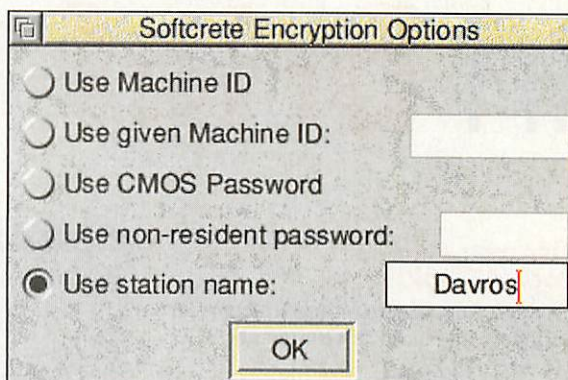 Softcrete Encryption Options
Use Machine ID
Use given Machine ID:
Use CMOS Password
Use non-resident password:
Use station name: Davros
OK